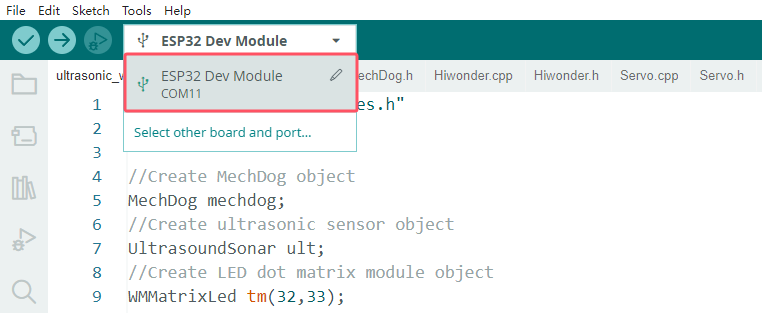 File Edit Sketch Tools Help
ESP32 Dev Module
ESP32 Dev Module
COM11
Select other board and port...
ultrasonic_w echDog.h Hiwonder.cpp Hiwonder.h Servo.cpp Servo.h
1 es.h"
2
3
4 //Create MechDog object
5 MechDog mechdog;
6 //Create ultrasonic sensor object
7 UltrasoundSonar ult;
8 //Create LED dot matrix module object
9 WMMatrixLed tm(32,33);